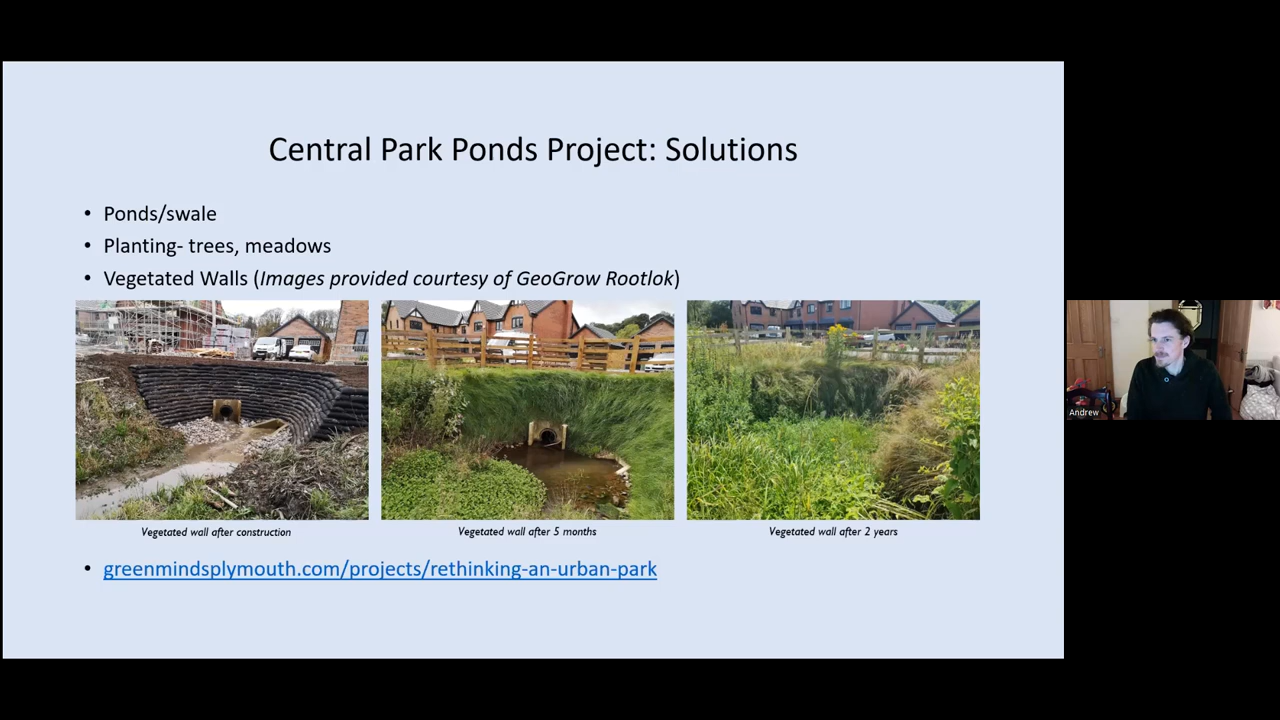 Central Park Ponds Project: Solutions
• Ponds/swale
• Planting- trees, meadows
• Vegetated Walls (Images provided courtesy of GeoGrow Rootlok)
Vegetated wall after construction
Vegetated wall after 5 months
Vegetated wall after 2 years
• greenmindsplymouth.com/projects/rethinking-an-urban-park
Andrew